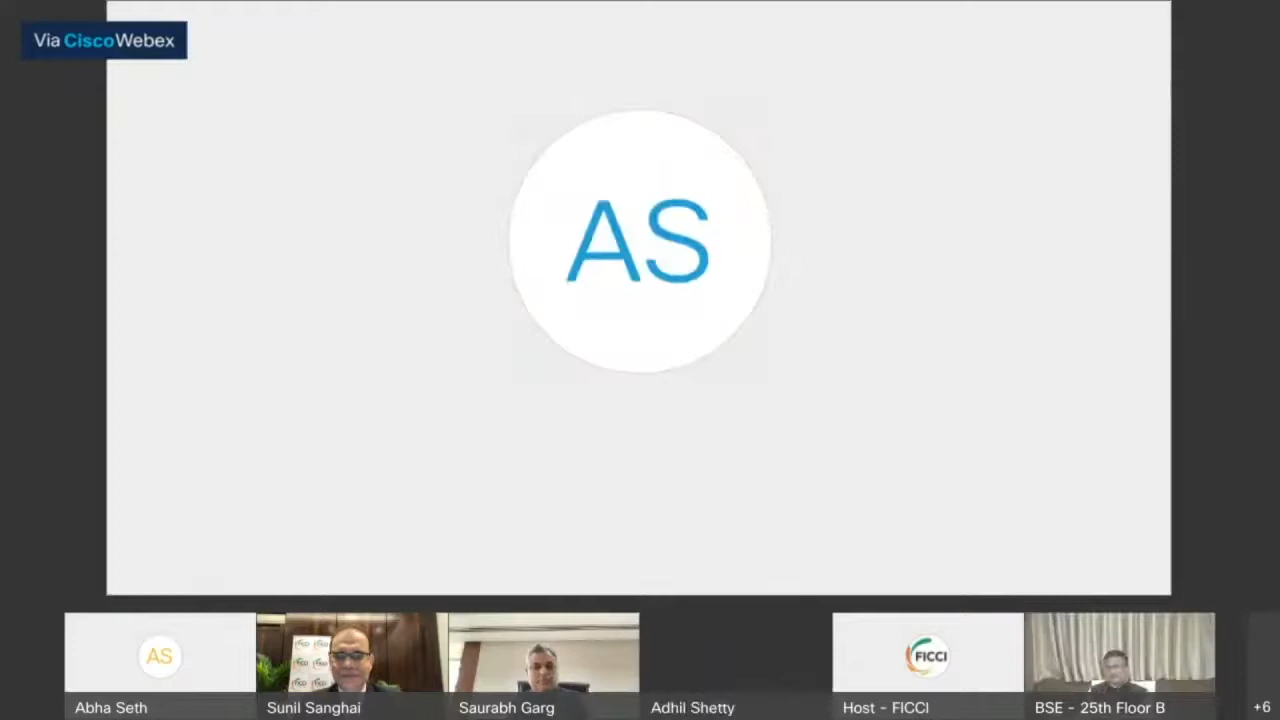 Via CiscoWebex
AS
AS
FICCI
Abha Seth
Sunil Sanghai
Saurabh Garg
Adhil Shetty
Host - FICCI
BSE - 25th Floor B
+6